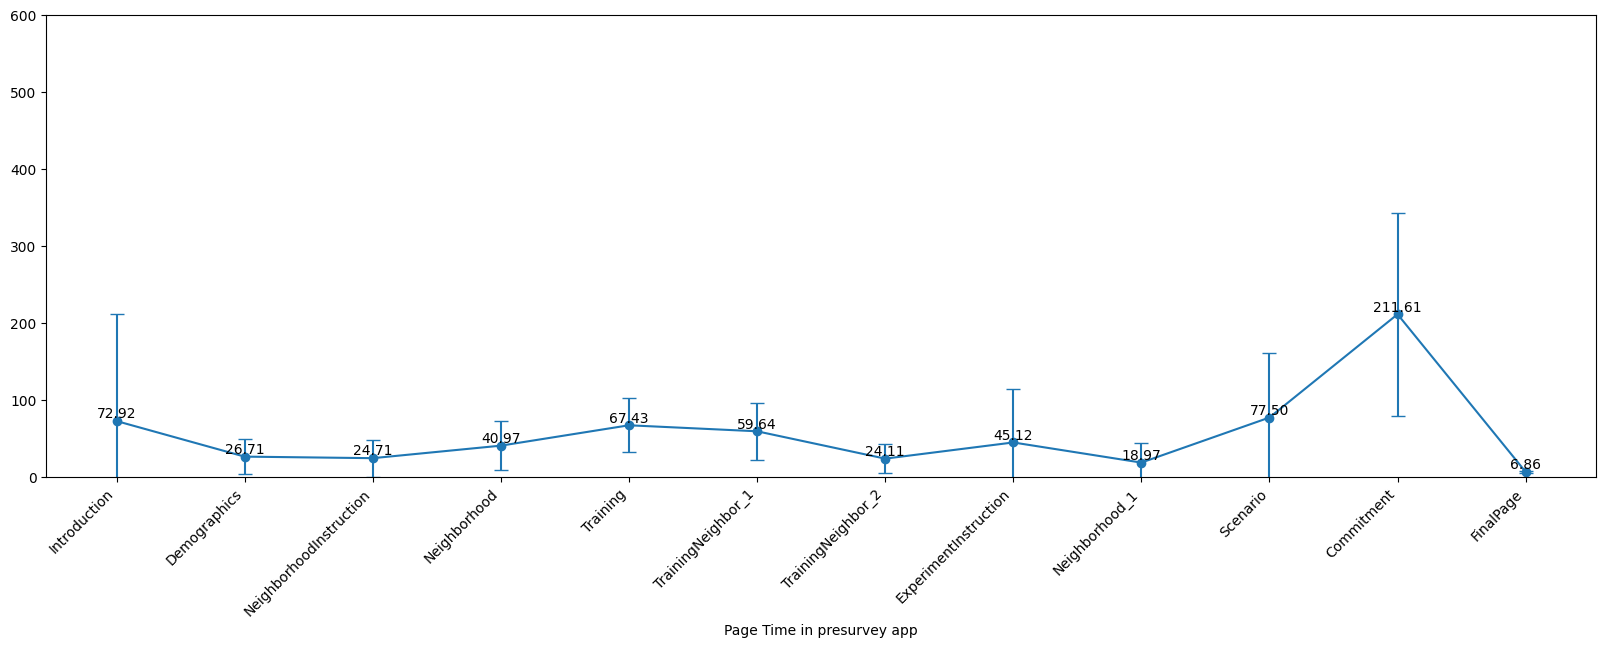 600
500
400
300
200
100
0
72.92
26.71
24.71
40.97
67.43
59.64
24.11
45.12
18.97
77.50
211.61
6.86
Introduction
Demographics
NeighborhoodInstruction
Neighborhood
Training
TrainingNeighbor_1
TrainingNeighbor_2
ExperimentInstruction
Neighborhood_1
Scenario
Commitment
FinalPage
Page Time in presurvey app